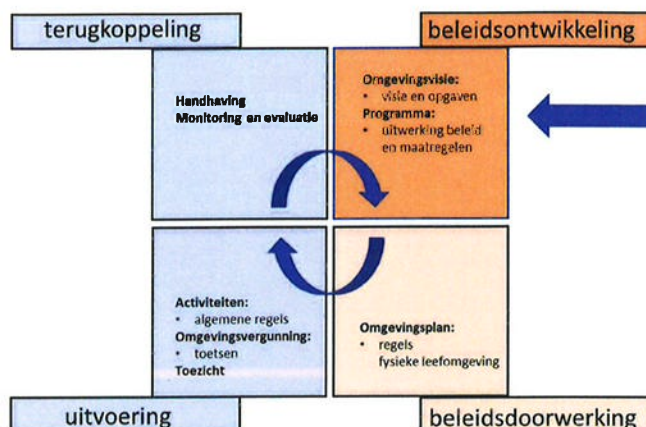 terugkoppeling
beleidsontwikkeling
Handhaving
Monitoring en evaluatie
Omgevingsvisie:
• visie en opgaven
Programma:
• uitwerking beleid
en maatregelen
Activiteiten:
• algemene regels
Omgevingsvergunning:
• toetsen
Toezicht
Omgevingsplan:
• regels
fysieke leefomgeving
uitvoering
beleidsdoorwerking